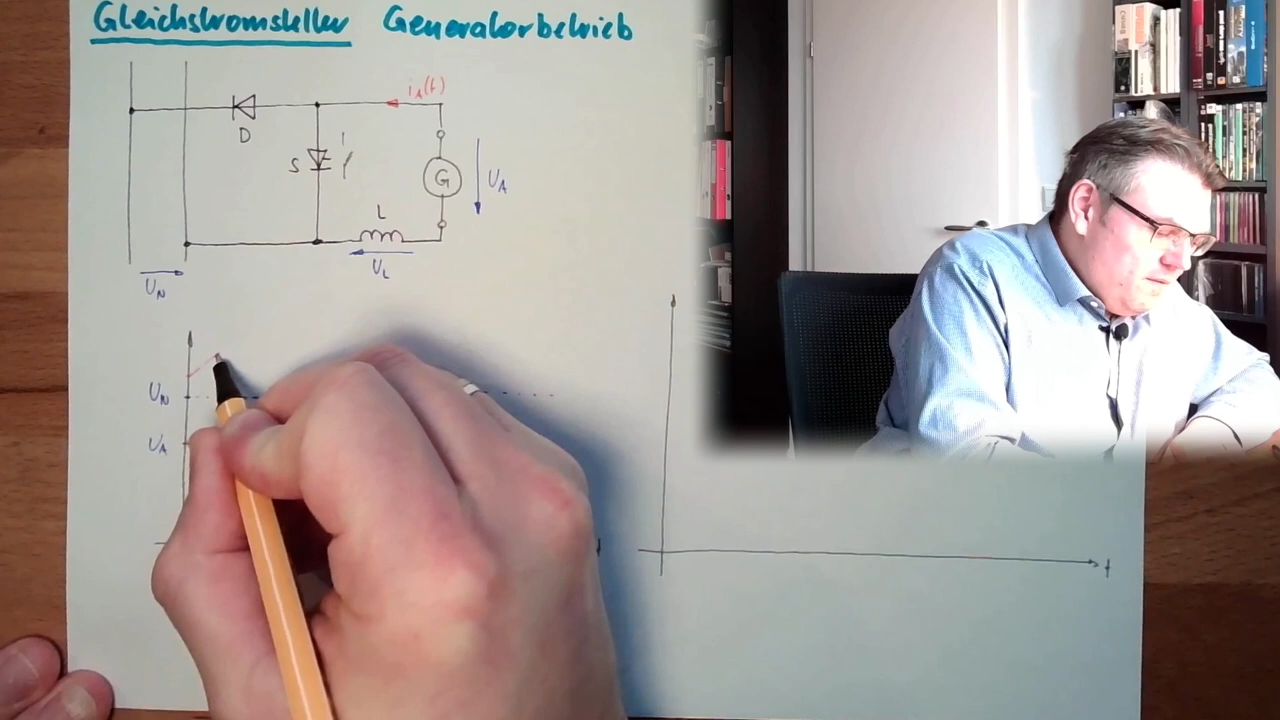 Gleichstromsteller Generatorbetrieb
i_A(t)
D
S
G
U_A
L
U_L
U_N
U_N
U_A
t